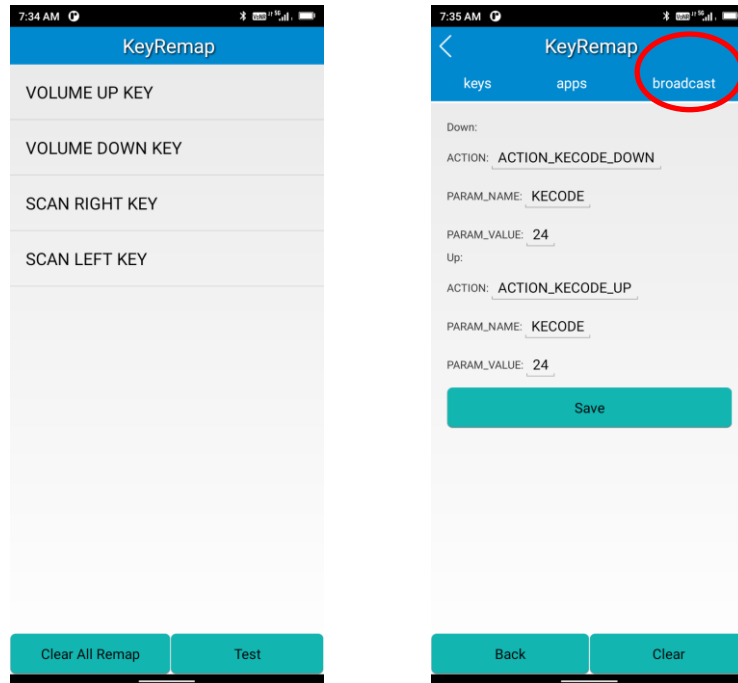 7:34 AM
KeyRemap
VOLUME UP KEY
VOLUME DOWN KEY
SCAN RIGHT KEY
SCAN LEFT KEY
Clear All Remap Test
7:35 AM
KeyRemap
keys apps broadcast
Down:
ACTION: ACTION_KECODE_DOWN
PARAM_NAME: KECODE
PARAM_VALUE: 24
Up:
ACTION: ACTION_KECODE_UP
PARAM_NAME: KECODE
PARAM_VALUE: 24
Save
Back Clear